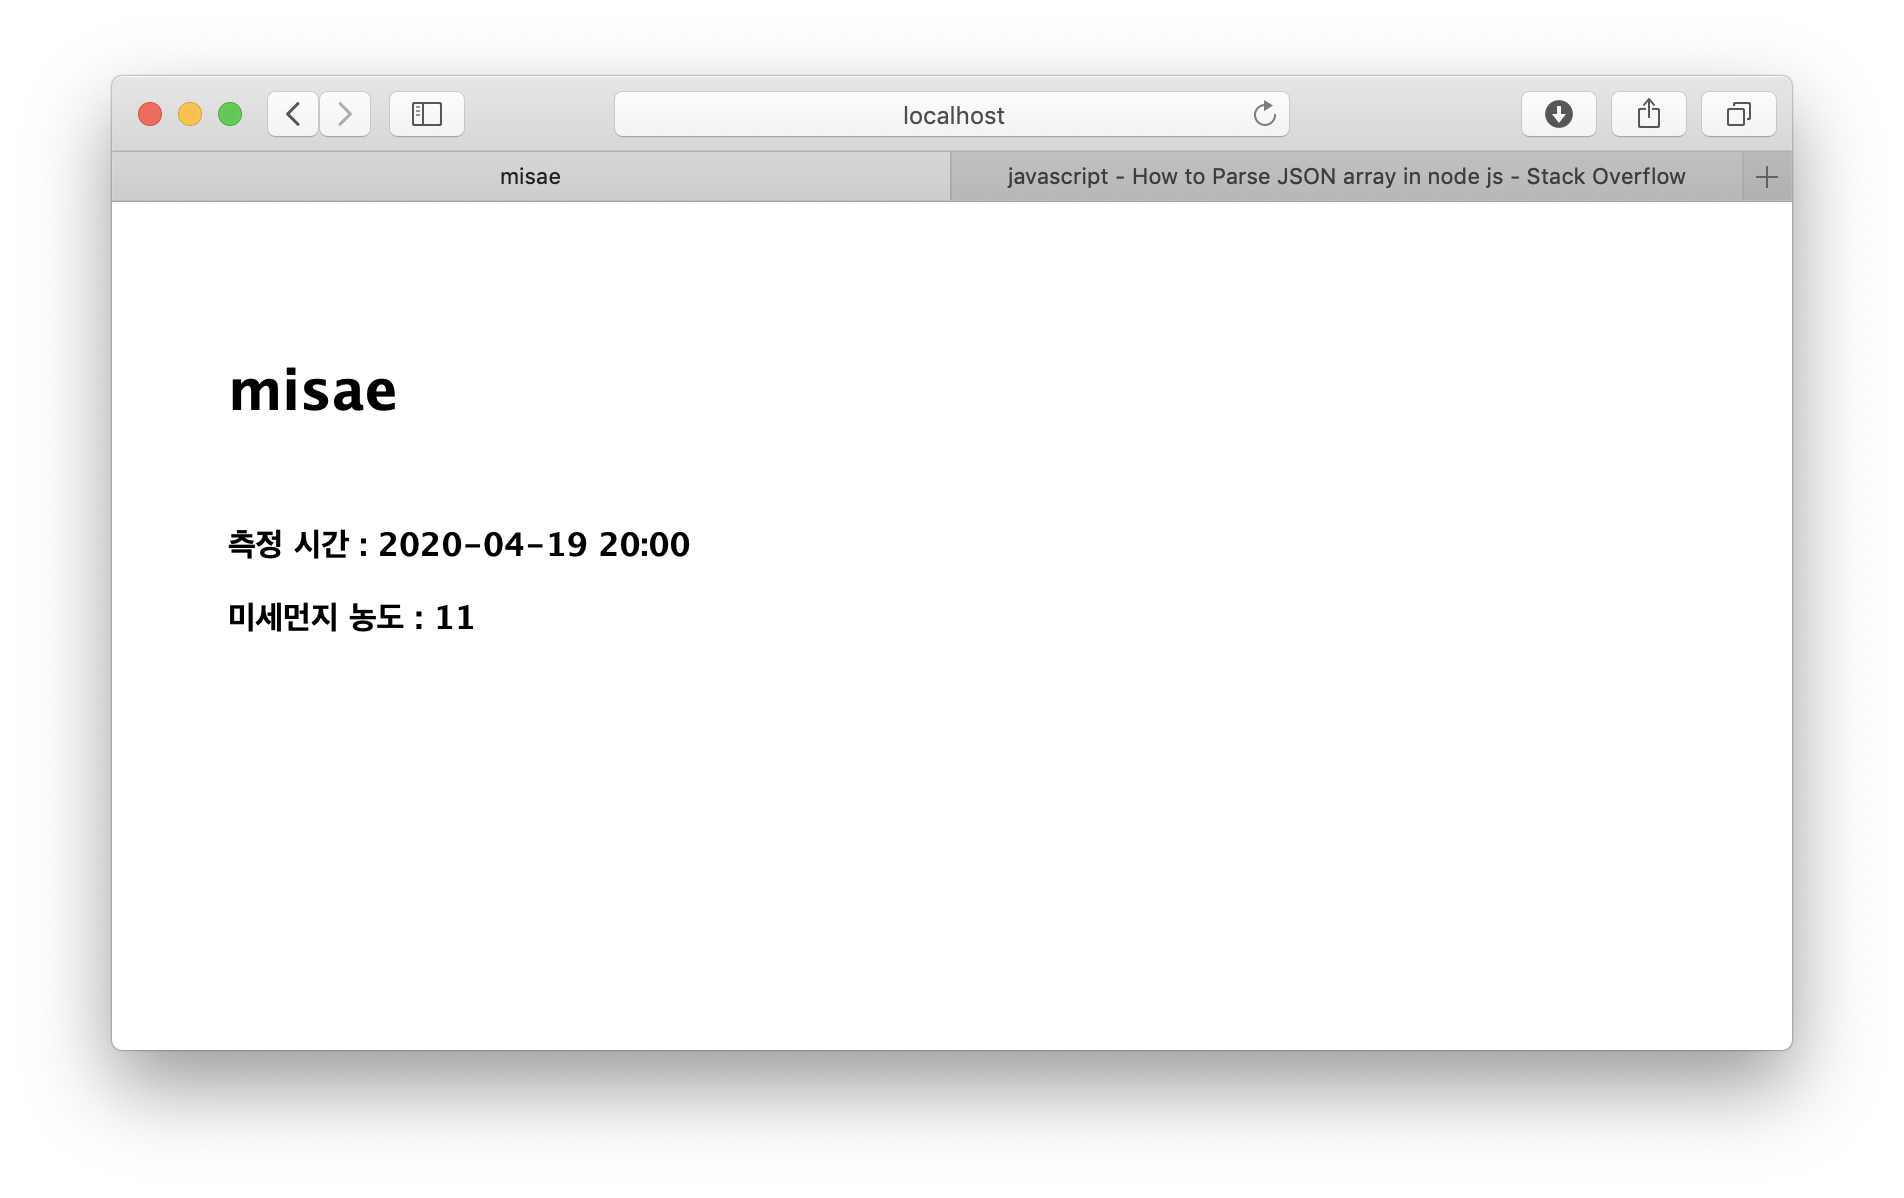 localhost
misae
javascript - How to Parse JSON array in node js - Stack Overflow
misae
측정 시간 : 2020-04-19 20:00
미세먼지 농도 : 11